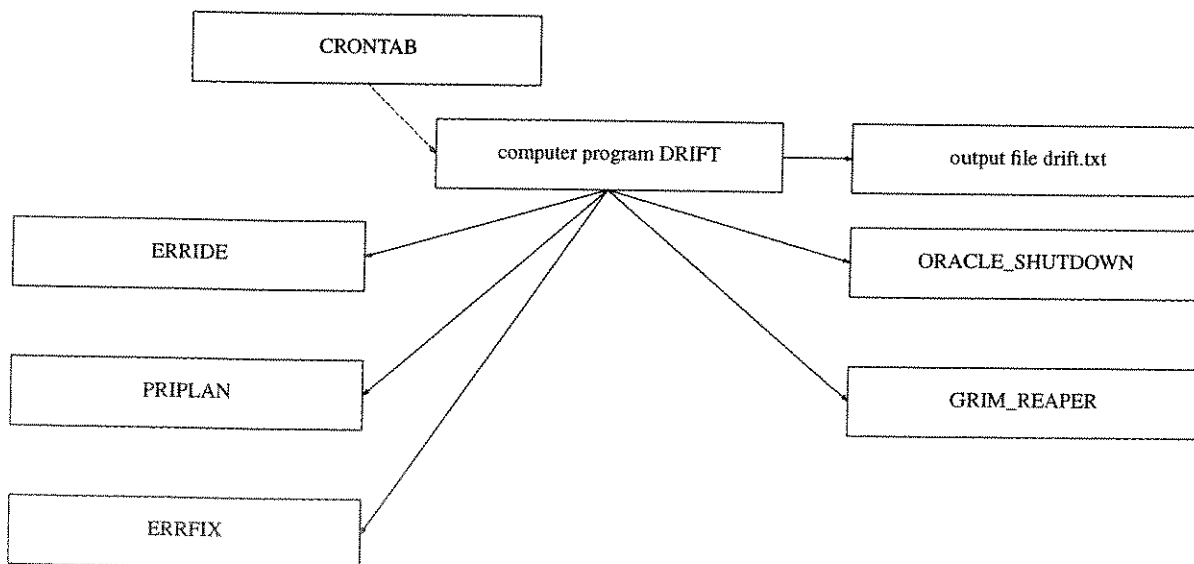 CRONTAB
computer program DRIFT
output file drift.txt
ERRIDE
ORACLE_SHUTDOWN
PRIPLAN
GRIM_REAPER
ERRFIX